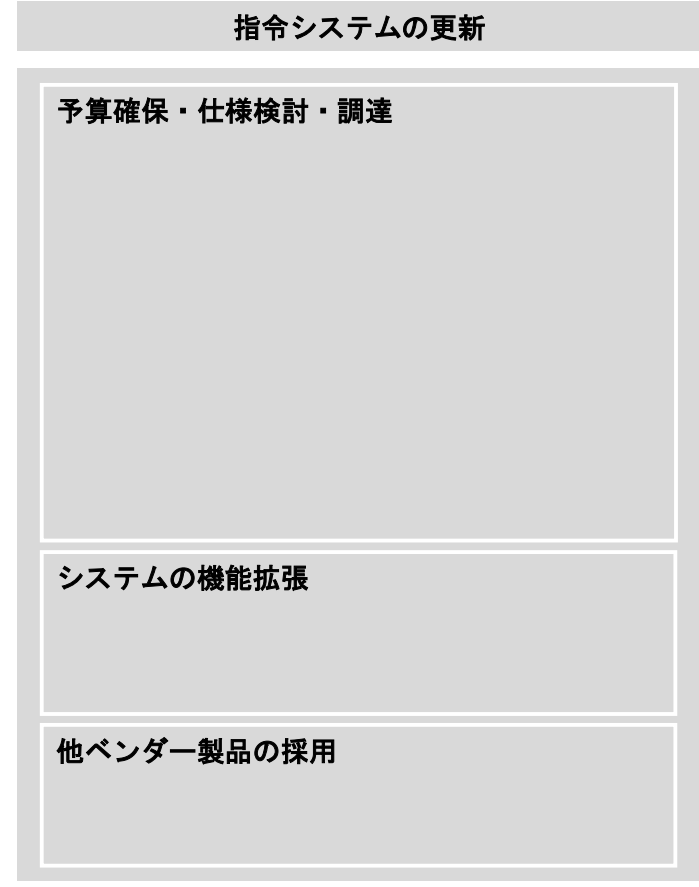 指令システムの更新
予算確保・仕様検討・調達
システムの機能拡張
他ベンダー製品の採用